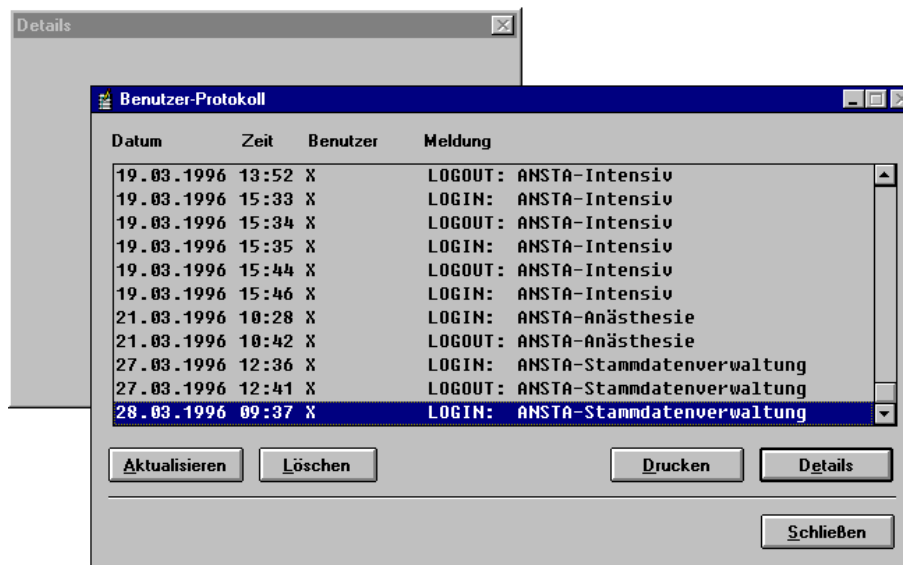 Details
Benutzer-Protokoll
Datum Zeit Benutzer Meldung
19.03.1996 13:52 X LOGOUT: ANSTA-Intensiv
19.03.1996 15:33 X LOGIN: ANSTA-Intensiv
19.03.1996 15:34 X LOGOUT: ANSTA-Intensiv
19.03.1996 15:35 X LOGIN: ANSTA-Intensiv
19.03.1996 15:44 X LOGOUT: ANSTA-Intensiv
19.03.1996 15:46 X LOGIN: ANSTA-Intensiv
21.03.1996 10:28 X LOGIN: ANSTA-Anästhesie
21.03.1996 10:42 X LOGOUT: ANSTA-Anästhesie
27.03.1996 12:36 X LOGIN: ANSTA-Stammdatenverwaltung
27.03.1996 12:41 X LOGOUT: ANSTA-Stammdatenverwaltung
28.03.1996 09:37 X LOGIN: ANSTA-Stammdatenverwaltung
Aktualisieren Löschen Drucken Details
Schließen